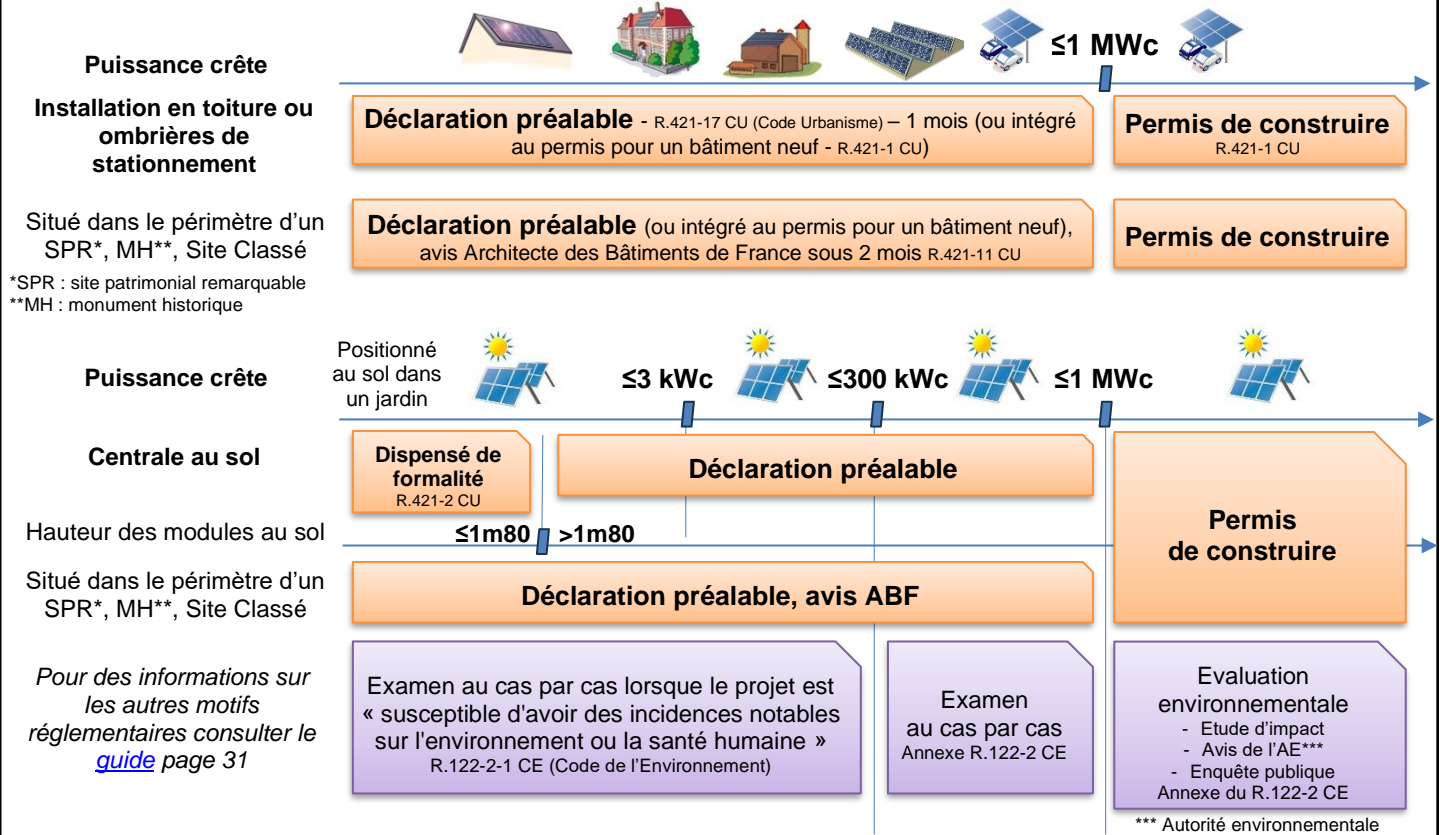 ≤1 MWc
Puissance crête
Installation en toiture ou
ombrières de
stationnement
Déclaration préalable - R.421-17 CU (Code Urbanisme) – 1 mois (ou intégré
au permis pour un bâtiment neuf - R.421-1 CU)
Permis de construire
R.421-1 CU
Situé dans le périmètre d’un
SPR*, MH**, Site Classé
Déclaration préalable (ou intégré au permis pour un bâtiment neuf),
avis Architecte des Bâtiments de France sous 2 mois R.421-11 CU
Permis de construire
*SPR : site patrimonial remarquable
**MH : monument historique
Puissance crête
Positionné
au sol dans
un jardin
≤3 kWc
≤300 kWc
≤1 MWc
Centrale au sol
Dispensé de
formalité
R.421-2 CU
Déclaration préalable
Permis
de construire
Hauteur des modules au sol
≤1m80
>1m80
Situé dans le périmètre d’un
SPR*, MH**, Site Classé
Déclaration préalable, avis ABF
Pour des informations sur
les autres motifs
réglementaires consulter le
guide page 31
Examen au cas par cas lorsque le projet est
« susceptible d'avoir des incidences notables
sur l'environnement ou la santé humaine »
R.122-2-1 CE (Code de l’Environnement)
Examen
au cas par cas
Annexe R.122-2 CE
Evaluation
environnementale
- Etude d’impact
- Avis de l’AE***
- Enquête publique
Annexe du R.122-2 CE
*** Autorité environnementale